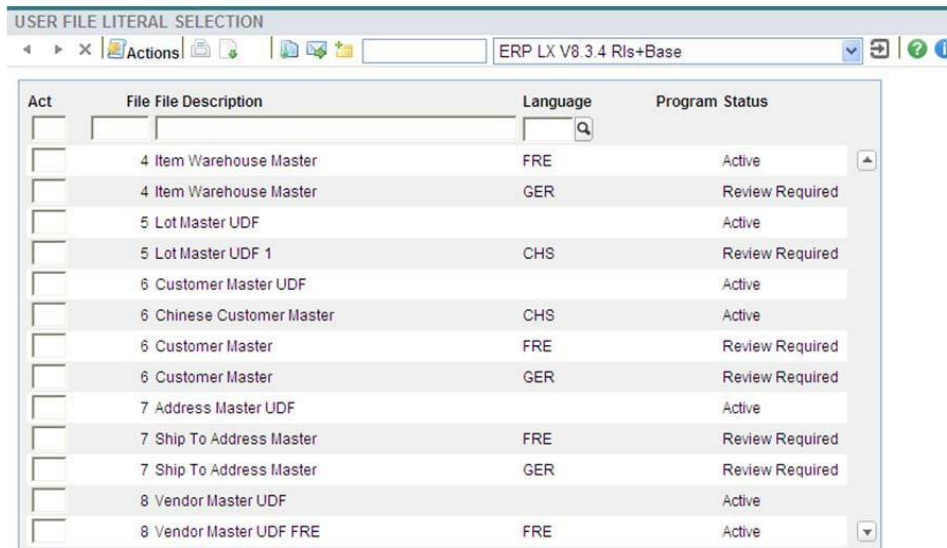 USER FILE LITERAL SELECTION
Actions ERP LX V8.3.4 Rls+Base
Act File File Description Language Program Status
4 Item Warehouse Master FRE Active
4 Item Warehouse Master GER Review Required
5 Lot Master UDF Active
5 Lot Master UDF 1 CHS Review Required
6 Customer Master UDF Active
6 Chinese Customer Master CHS Active
6 Customer Master FRE Review Required
6 Customer Master GER Review Required
7 Address Master UDF Active
7 Ship To Address Master FRE Review Required
7 Ship To Address Master GER Review Required
8 Vendor Master UDF Active
8 Vendor Master UDF FRE FRE Active